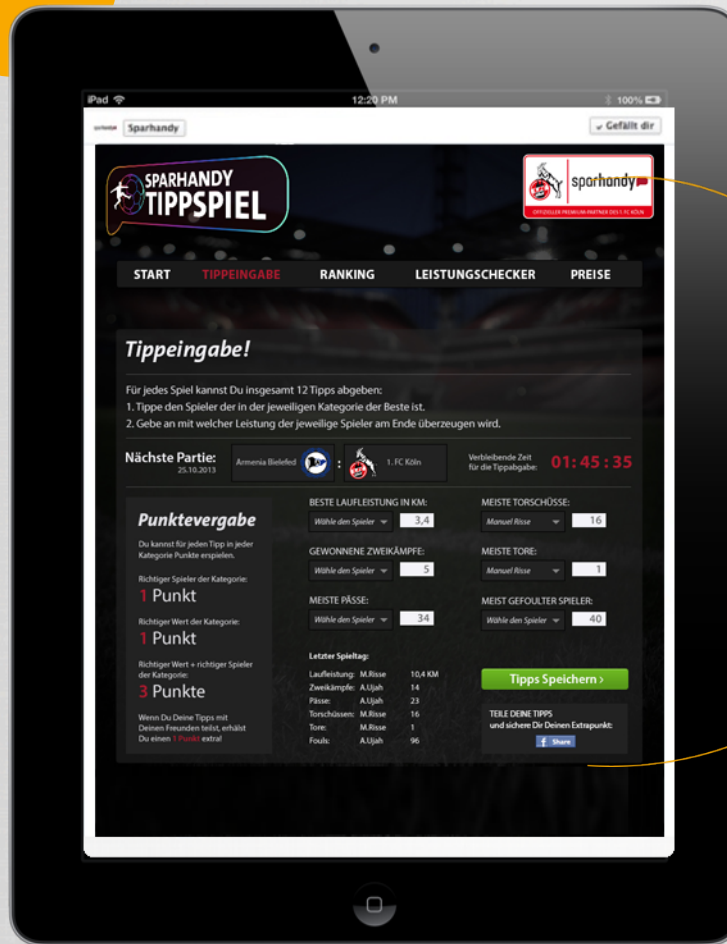 iPad 12:20 PM 100%
Sparhandy Gefällt dir
SPARHANDY
TIPPSPIEL
sparhandy
OFFIZIELLER PREMIUM-PARTNER DES 1. FC KÖLN
START TIPPEINGABE RANKING LEISTUNGSCHECKER PREISE
Tippeingabe!
Für jedes Spiel kannst Du insgesamt 12 Tipps abgeben:
1. Tippe den Spieler der in der jeweiligen Kategorie der Beste ist.
2. Gebe an mit welcher Leistung der jeweilige Spieler am Ende überzeugen wird.
Nächste Partie:
25.10.2013
Armenia Bielefed : 1. FC Köln
Verbleibende Zeit
für die Tippabgabe:
01:45:35
Punktevergabe
Du kannst für jeden Tipp in jeder
Kategorie Punkte erspielen.
Richtiger Spieler der Kategorie:
1 Punkt
Richtiger Wert der Kategorie:
1 Punkt
Richtiger Wert + richtiger Spieler
der Kategorie:
3 Punkte
Wenn Du Deine Tipps mit
Deinen Freunden teilst, erhälst
Du einen 1 Punkt extra!
BESTE LAUFLEISTUNG IN KM:
Wähle den Spieler 3,4
GEWONNENE ZWEIKÄMPFE:
Wähle den Spieler 5
MEISTE PÄSSE:
Wähle den Spieler 34
MEISTE TORSCHÜSSE:
Manuel Risse 16
MEISTE TORE:
Manuel Risse 1
MEIST GEFOULTER SPIELER:
Wähle den Spieler 40
Letzter Spieltag:
Laufleistung: M.Risse 10,4 KM
Zweikämpfe: A.Ujah 14
Pässe: A.Ujah 23
Torschüssen: M.Risse 16
Tore: M.Risse 1
Fouls: A.Ujah 96
Tipps Speichern ›
TEILE DEINE TIPPS
und sichere Dir Deinen Extrapunkt:
f Share